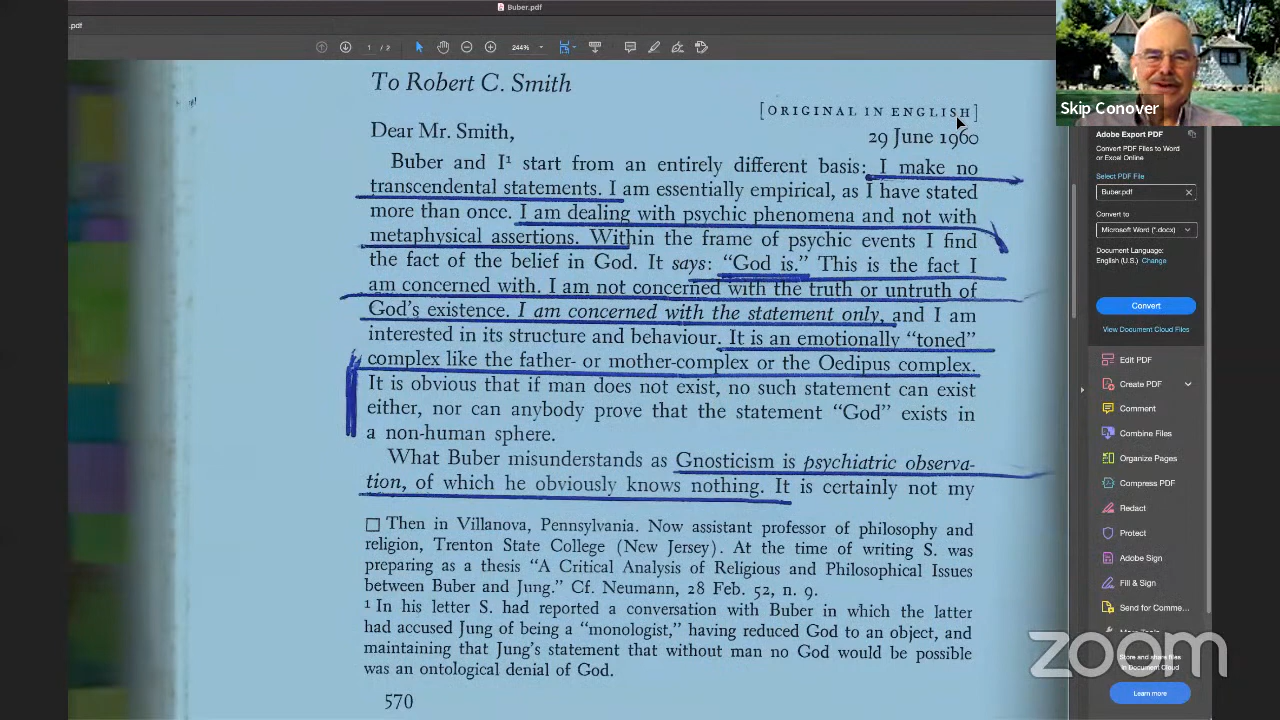 Buber.pdf
.pdf
1 / 2
244%
Skip Conover
To Robert C. Smith
[ORIGINAL IN ENGLISH]
Dear Mr. Smith,
29 June 1960
Buber and I¹ start from an entirely different basis: I make no
transcendental statements. I am essentially empirical, as I have stated
more than once. I am dealing with psychic phenomena and not with
metaphysical assertions. Within the frame of psychic events I find
the fact of the belief in God. It says: “God is.” This is the fact I
am concerned with. I am not concerned with the truth or untruth of
God’s existence. I am concerned with the statement only, and I am
interested in its structure and behaviour. It is an emotionally “toned”
complex like the father- or mother-complex or the Oedipus complex.
It is obvious that if man does not exist, no such statement can exist
either, nor can anybody prove that the statement “God” exists in
a non-human sphere.
What Buber misunderstands as Gnosticism is psychiatric observa-
tion, of which he obviously knows nothing. It is certainly not my
☐ Then in Villanova, Pennsylvania. Now assistant professor of philosophy and
religion, Trenton State College (New Jersey). At the time of writing S. was
preparing as a thesis “A Critical Analysis of Religious and Philosophical Issues
between Buber and Jung.” Cf. Neumann, 28 Feb. 52, n. 9.
¹ In his letter S. had reported a conversation with Buber in which the latter
had accused Jung of being a “monologist,” having reduced God to an object, and
maintaining that Jung’s statement that without man no God would be possible
was an ontological denial of God.
570
Adobe Export PDF
Convert PDF Files to Word
or Excel Online
Select PDF File
Buber.pdf
Convert to
Microsoft Word (*.docx)
Document Language:
English (U.S.) Change
Convert
View Document Cloud Files
Edit PDF
Create PDF
Comment
Combine Files
Organize Pages
Compress PDF
Redact
Protect
Adobe Sign
Fill & Sign
Send for Comme...
More Tools
Store and share files
in Document Cloud
Learn more
zoom